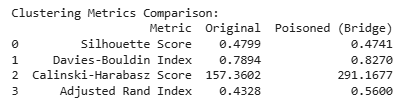 Clustering Metrics Comparison:
Metric Original Poisoned (Bridge)
0 Silhouette Score 0.4799 0.4741
1 Davies-Bouldin Index 0.7894 0.8270
2 Calinski-Harabasz Score 157.3602 291.1677
3 Adjusted Rand Index 0.4328 0.5600